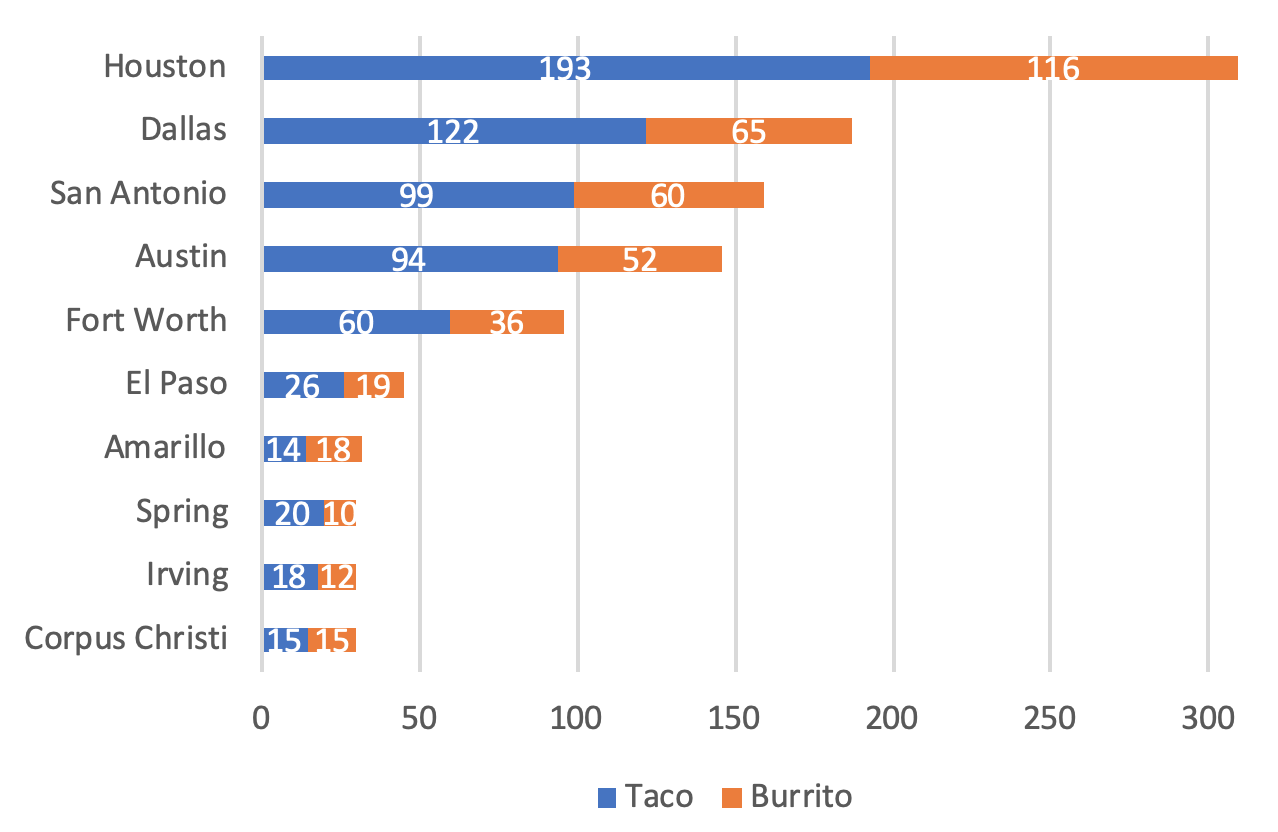 Houston 193 116
Dallas 122 65
San Antonio 99 60
Austin 94 52
Fort Worth 60 36
El Paso 26 19
Amarillo 14 18
Spring 20 10
Irving 18 12
Corpus Christi 15 15
0 50 100 150 200 250 300
Taco Burrito